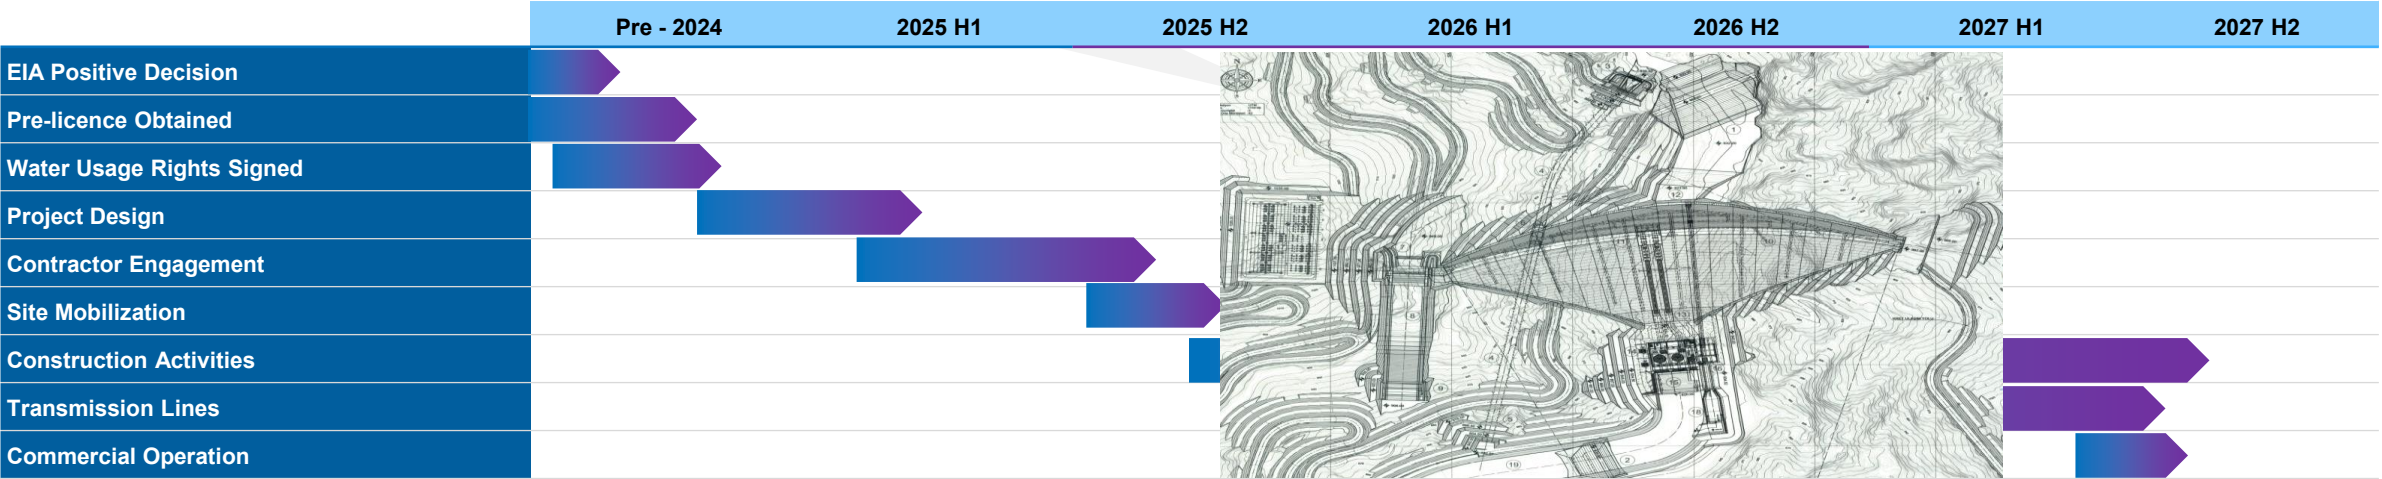 Pre - 2024 2025 H1 2025 H2 2026 H1 2026 H2 2027 H1 2027 H2
EIA Positive Decision
Pre-licence Obtained
Water Usage Rights Signed
Project Design
Contractor Engagement
Site Mobilization
Construction Activities
Transmission Lines
Commercial Operation